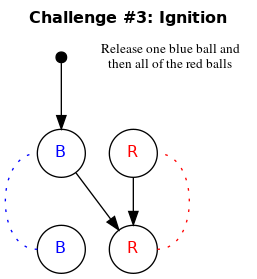 Challenge #3: Ignition
Release one blue ball and
then all of the red balls
B
R
B
R